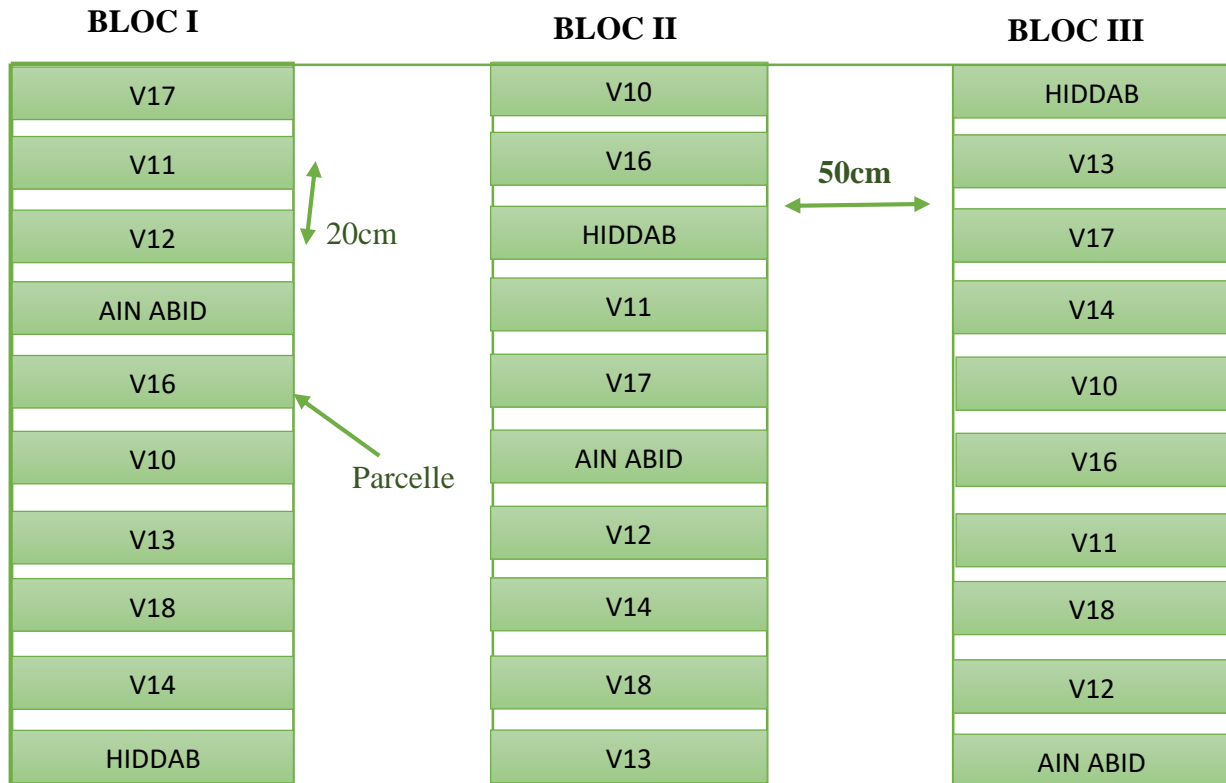 BLOC I
V17
V11
V12
AIN ABID
V16
V10
V13
V18
V14
HIDDAB
20cm
Parcelle
BLOC II
V10
V16
HIDDAB
V11
V17
AIN ABID
V12
V14
V18
V13
50cm
BLOC III
HIDDAB
V13
V17
V14
V10
V16
V11
V18
V12
AIN ABID